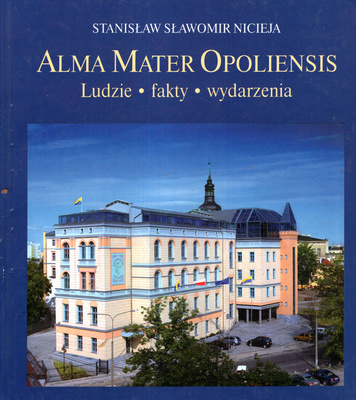 STANISŁAW SŁAWOMIR NICIEJA
ALMA MATER OPOLIENSIS
Ludzie • fakty • wydarzenia